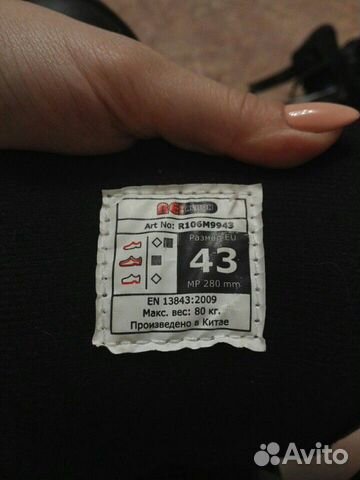 Art No: R106M9943
Размер EU
43
MP 280 mm
EN 13843:2009
Макс. вес: 80 кг.
Произведено в Китае
Avito